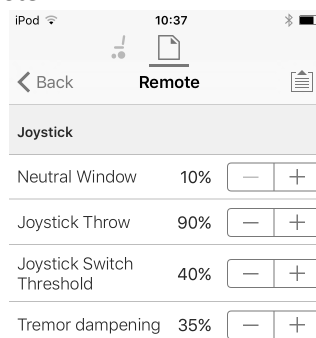 iPod 10:37
Back Remote
Joystick
Neutral Window 10% — +
Joystick Throw 90% — +
Joystick Switch
Threshold 40% — +
Tremor dampening 35% — +